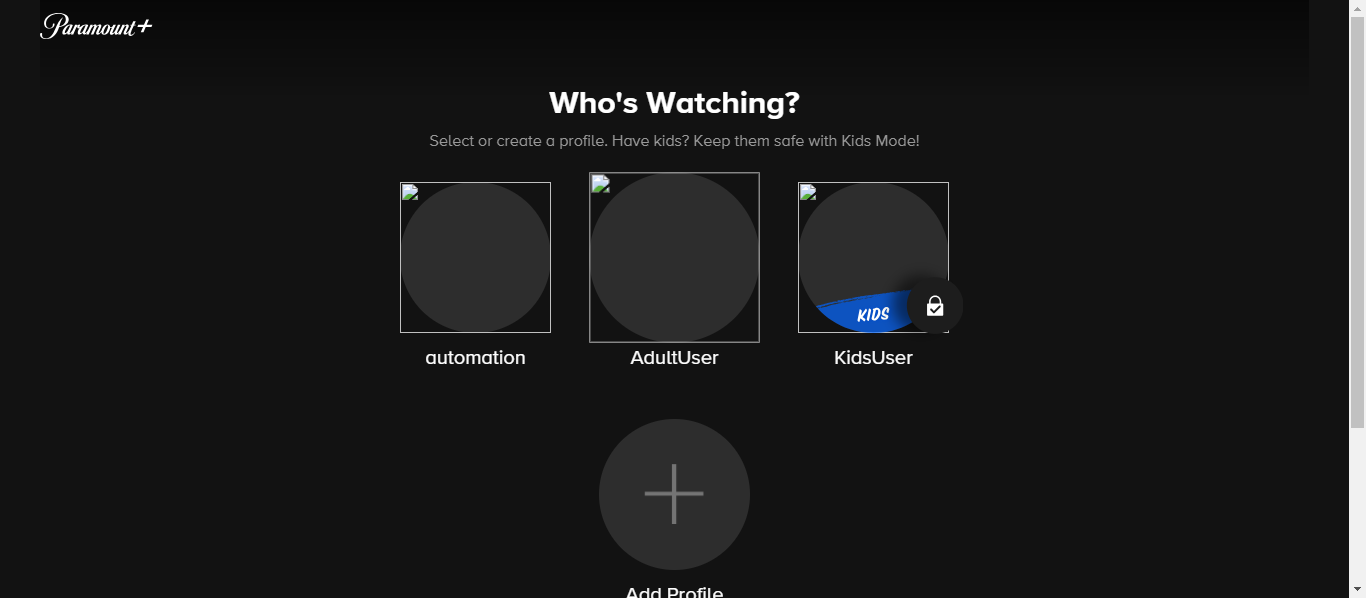 Paramount+
Who's Watching?
Select or create a profile. Have kids? Keep them safe with Kids Mode!
KIDS
automation
AdultUser
KidsUser
Add Profile